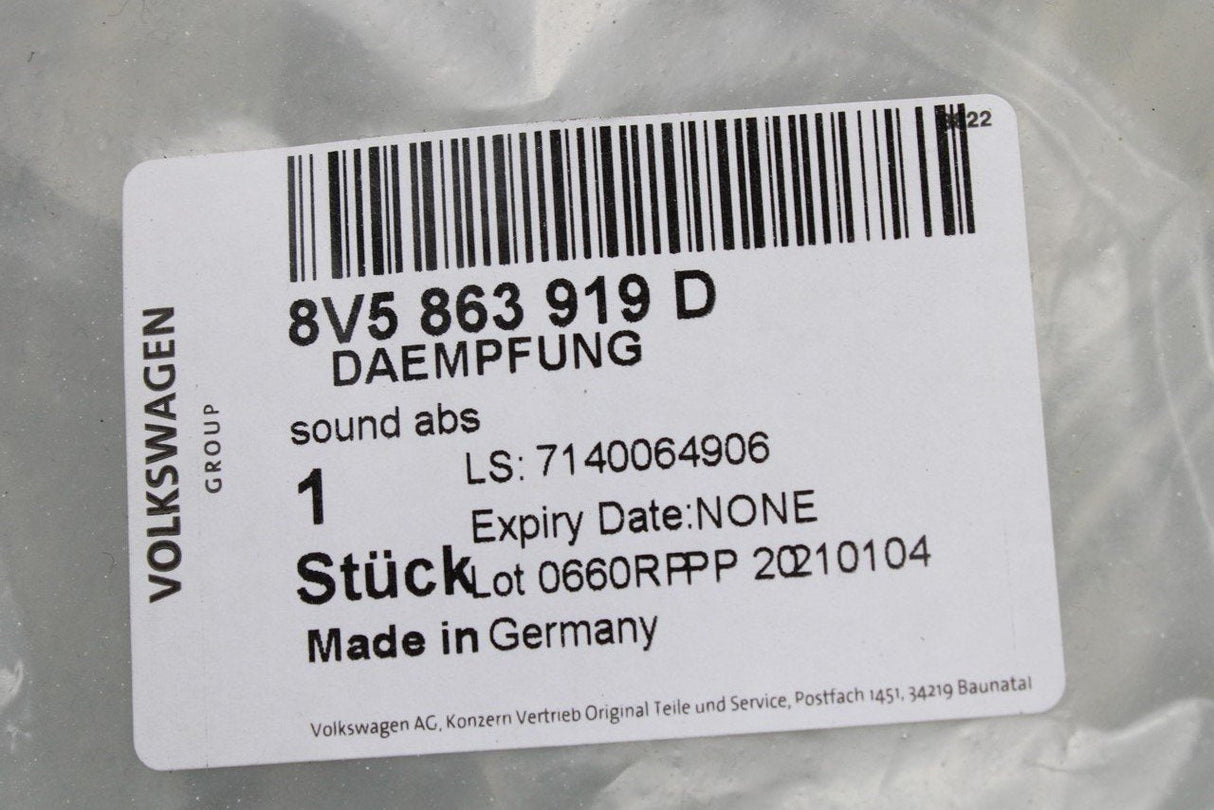 22
8V5 863 919 D
DAEMPFUNG
sound abs
LS: 7140064906
1
Expiry Date:NONE
Stück
Lot 0660RPPP 20210104
Made in Germany
Volkswagen AG, Konzern Vertrieb Original Teile und Service, Postfach 1451, 34219 Baunatal
VOLKSWAGEN
GROUP